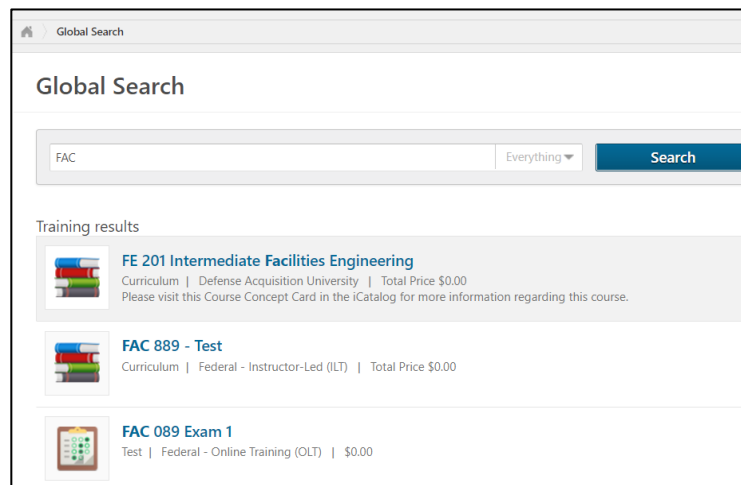 Global Search
Global Search
FAC
Everything
Search
Training results
FE 201 Intermediate Facilities Engineering
Curriculum | Defense Acquisition University | Total Price $0.00
Please visit this Course Concept Card in the iCatalog for more information regarding this course.
FAC 889 - Test
Curriculum | Federal - Instructor-Led (ILT) | Total Price $0.00
FAC 089 Exam 1
Test | Federal - Online Training (OLT) | $0.00